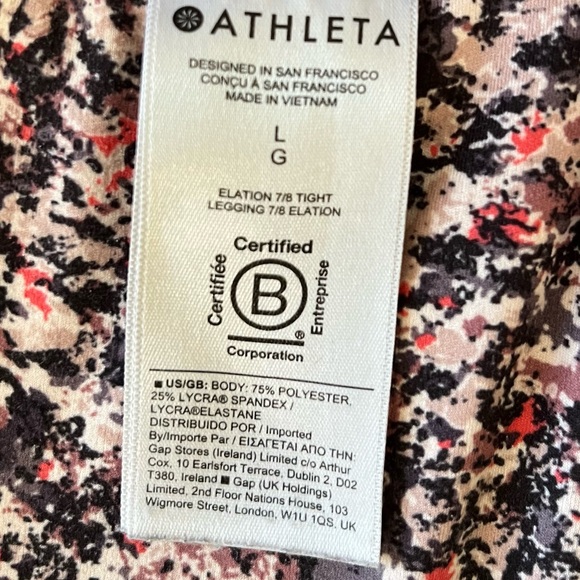 ATHLETA
DESIGNED IN SAN FRANCISCO
CONÇU À SAN FRANCISCO
MADE IN VIETNAM
L
G
ELATION 7/8 TIGHT
LEGGING 7/8 ELATION
Certified
Certifiée
B
Entreprise
®
Corporation
■ US/GB: BODY: 75% POLYESTER,
25% LYCRA® SPANDEX /
LYCRA®ELASTANE
DISTRIBUIDO POR / Imported
By/Importe Par / ΕΙΣΑΓΕΤΑΙ ΑΠΟ ΤΗΝ:
Gap Stores (Ireland) Limited c/o Arthur
Cox, 10 Earlsfort Terrace, Dublin 2, D02
T380, Ireland ■ Gap (UK Holdings)
Limited, 2nd Floor Nations House, 103
Wigmore Street, London, W1U 1QS, UK